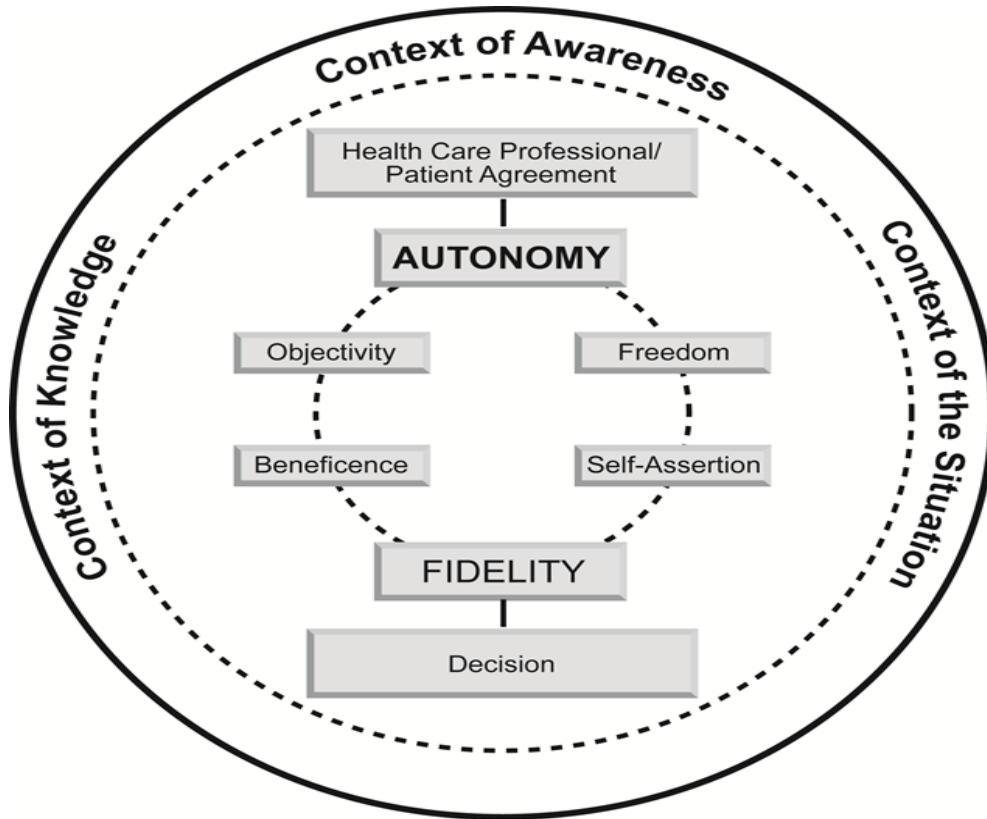 Context of Awareness
Health Care Professional/
Patient Agreement
AUTONOMY
Context of Knowledge
Context of the Situation
Objectivity
Freedom
Beneficence
Self-Assertion
FIDELITY
Decision